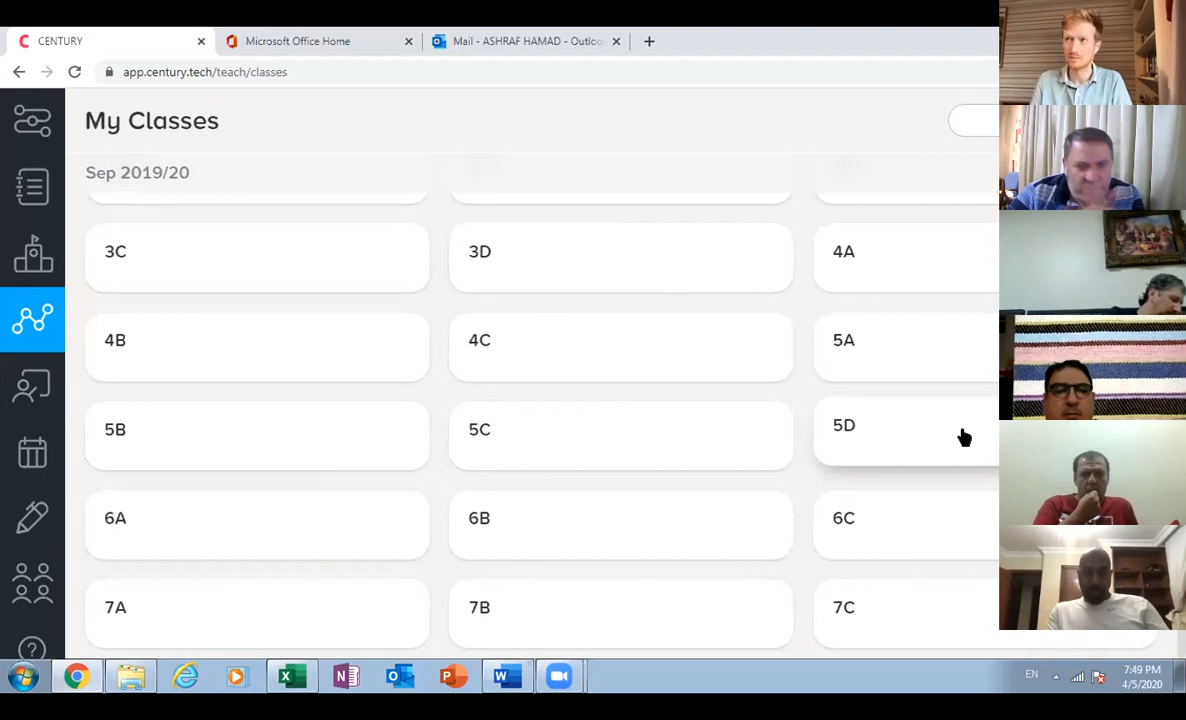 CENTURY
Microsoft Office Home
Mail - ASHRAF HAMAD - Outloo
app.century.tech/teach/classes
My Classes
Sep 2019/20
3C 3D 4A
4B 4C 5A
5B 5C 5D
6A 6B 6C
7A 7B 7C
EN
7:49 PM
4/5/2020